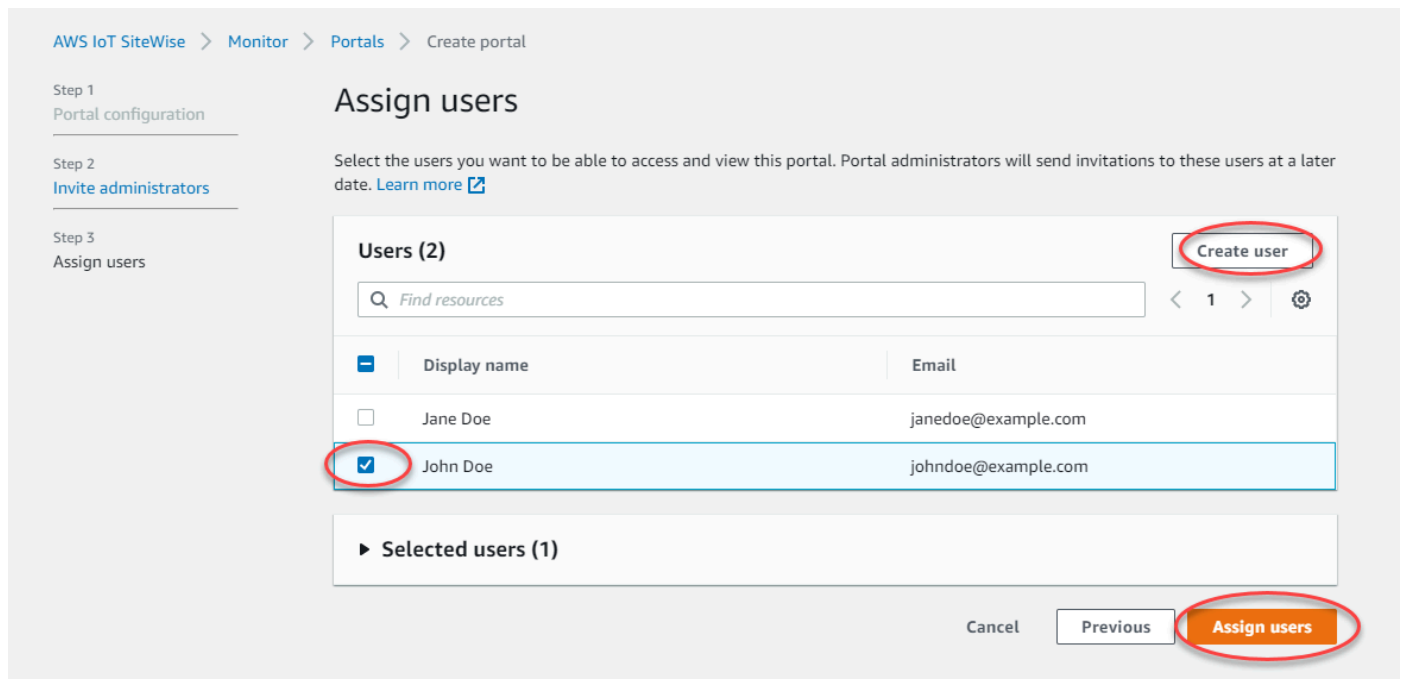 AWS IoT SiteWise > Monitor > Portals > Create portal
Step 1
Portal configuration
Step 2
Invite administrators
Step 3
Assign users
Assign users
Select the users you want to be able to access and view this portal. Portal administrators will send invitations to these users at a later
date. Learn more
Users (2)
Create user
Find resources
< 1 >
Display name Email
Jane Doe janedoe@example.com
John Doe johndoe@example.com
Selected users (1)
Cancel Previous Assign users